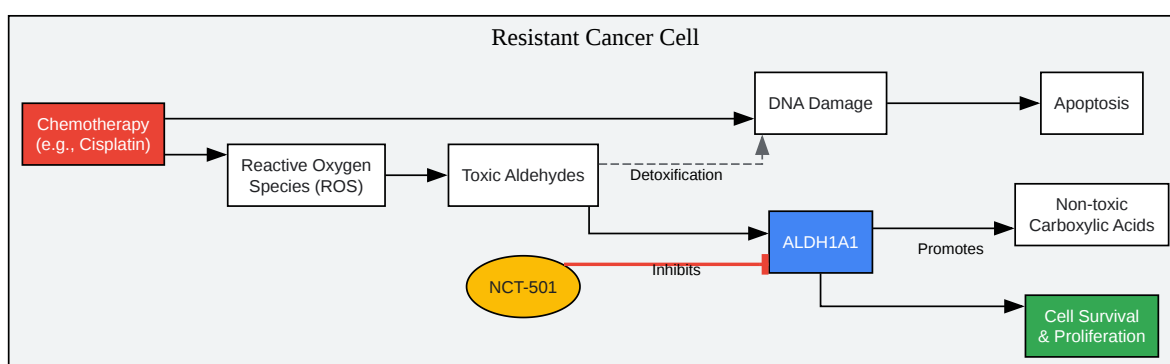 Resistant Cancer Cell
Chemotherapy
(e.g., Cisplatin)
Reactive Oxygen
Species (ROS)
Toxic Aldehydes
Detoxification
DNA Damage
Apoptosis
NCT-501
Inhibits
ALDH1A1
Promotes
Non-toxic
Carboxylic Acids
Cell Survival
& Proliferation